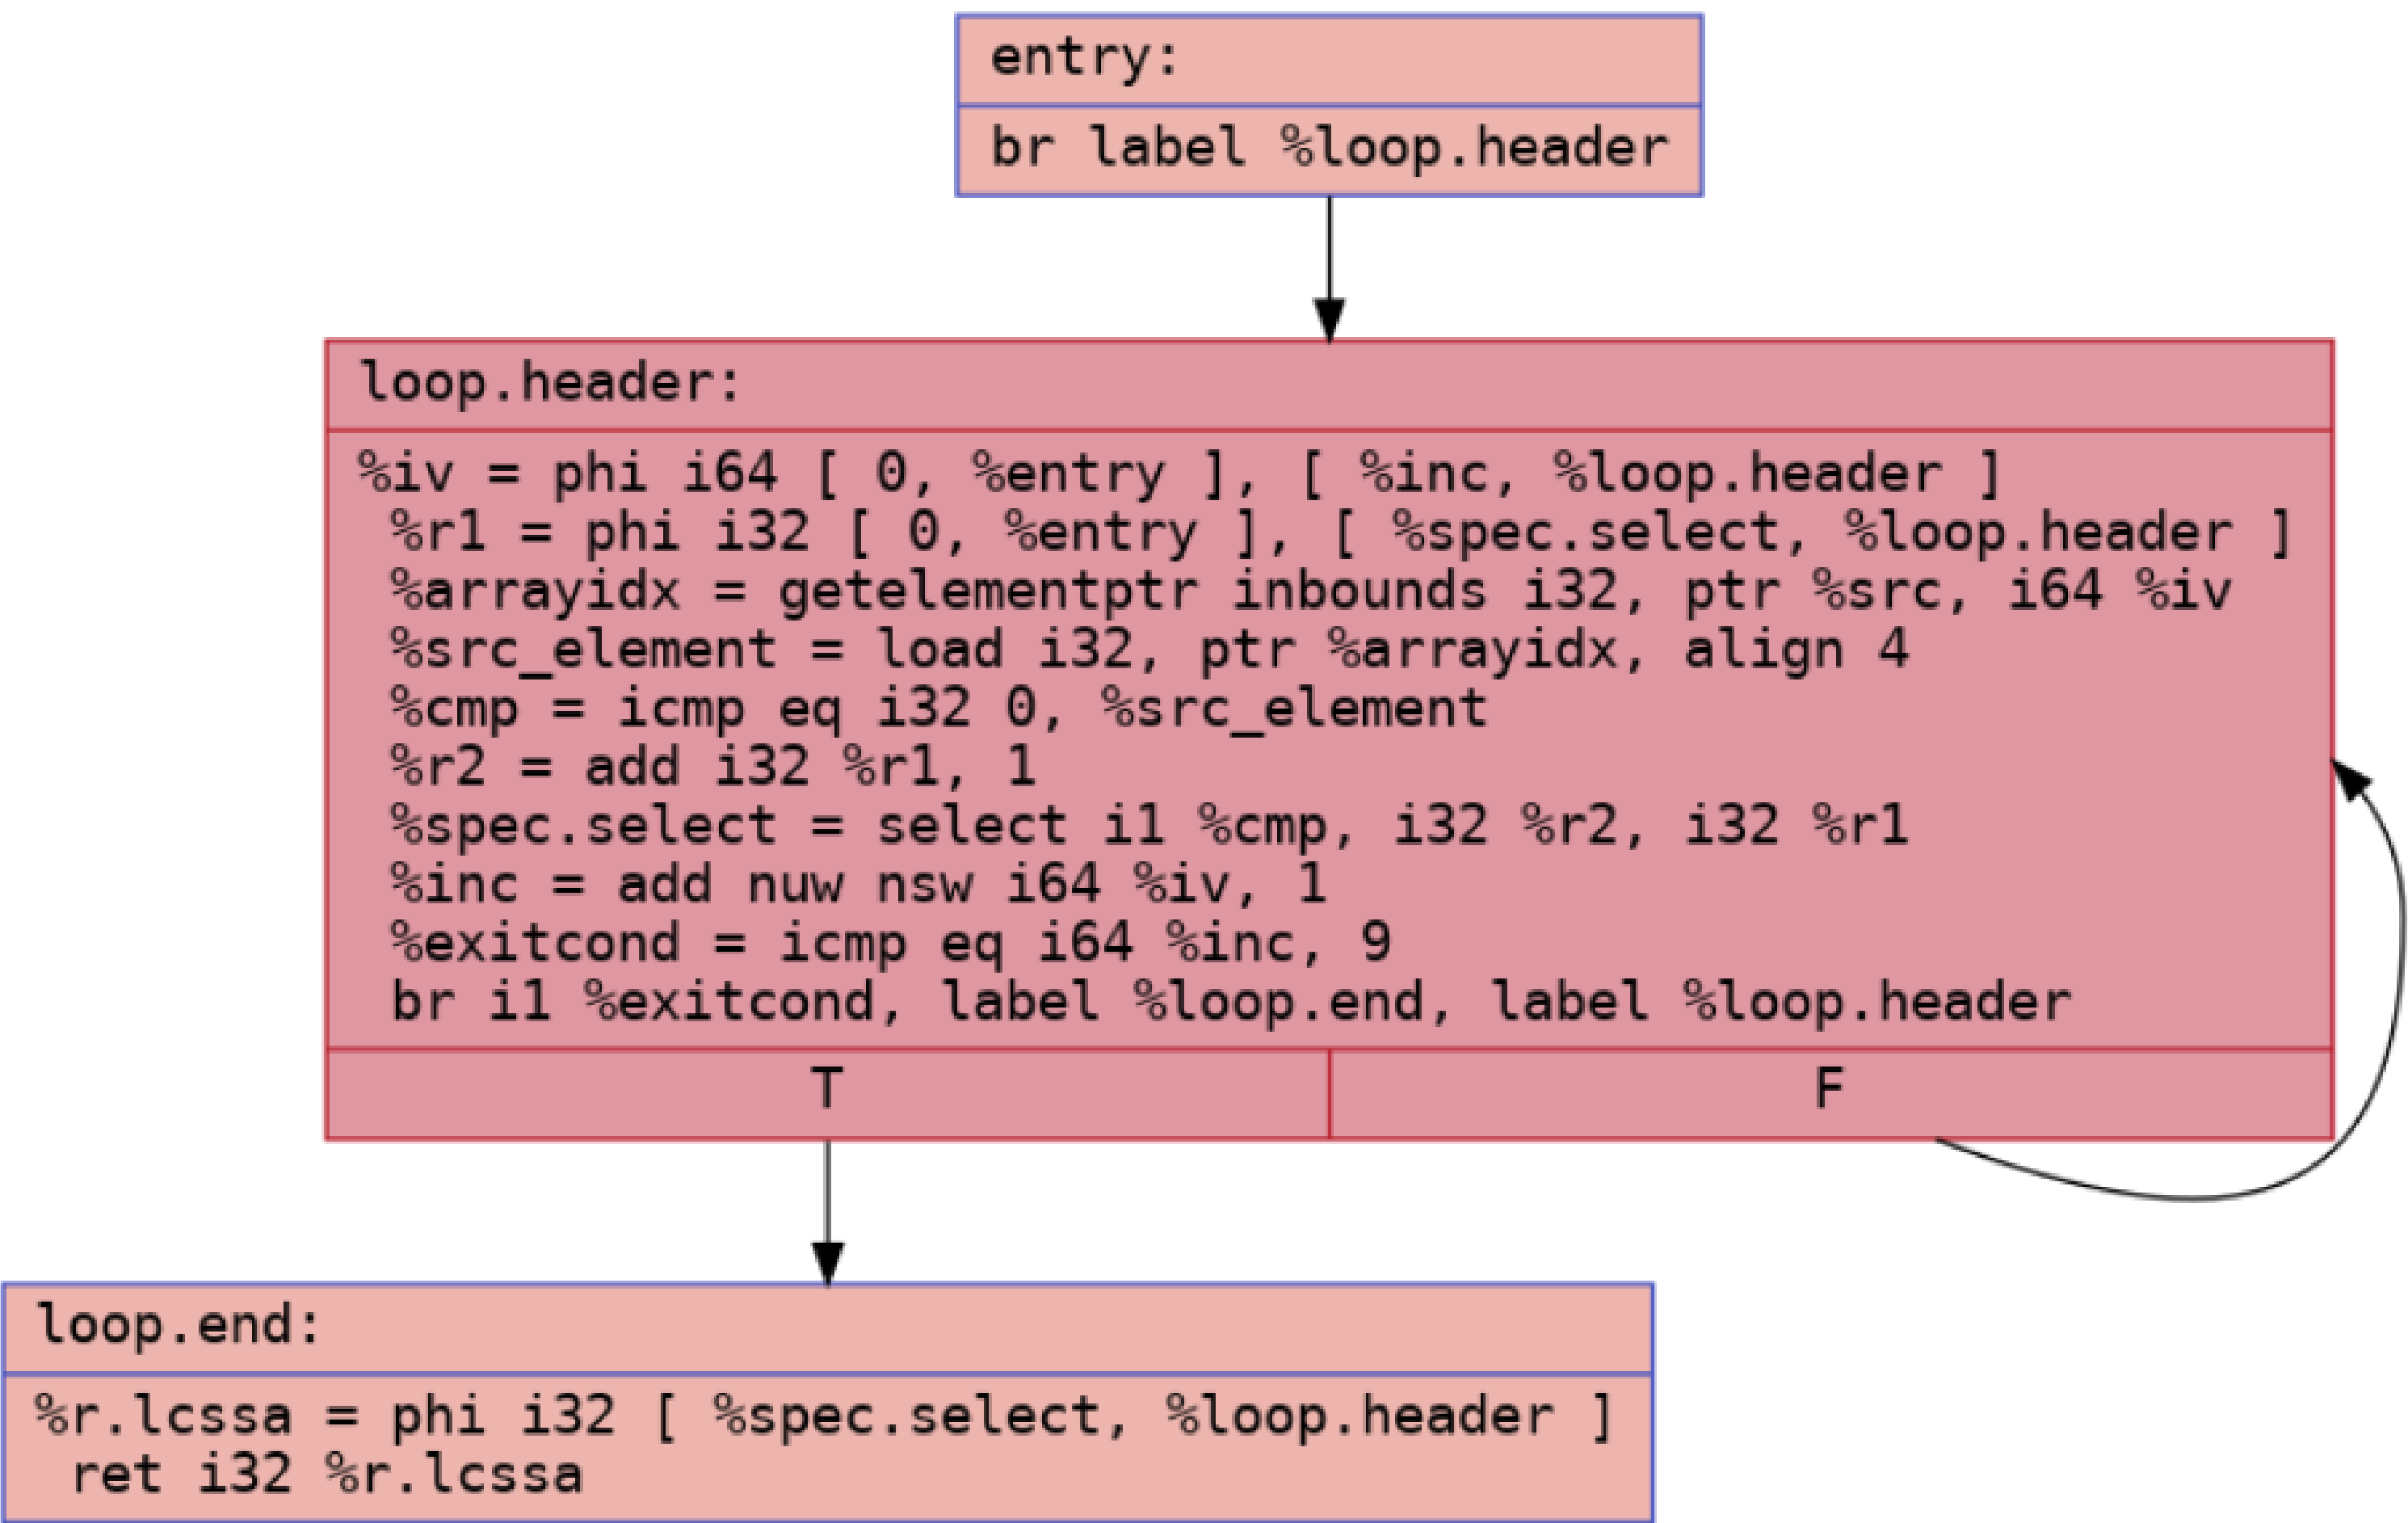 entry:
br label %loop.header
loop.header:
%iv = phi i64 [ 0, %entry ], [ %inc, %loop.header ]
%r1 = phi i32 [ 0, %entry ], [ %spec.select, %loop.header ]
%arrayidx = getelementptr inbounds i32, ptr %src, i64 %iv
%src_element = load i32, ptr %arrayidx, align 4
%cmp = icmp eq i32 0, %src_element
%r2 = add i32 %r1, 1
%spec.select = select i1 %cmp, i32 %r2, i32 %r1
%inc = add nuw nsw i64 %iv, 1
%exitcond = icmp eq i64 %inc, 9
br i1 %exitcond, label %loop.end, label %loop.header
T F
loop.end:
%r.lcssa = phi i32 [ %spec.select, %loop.header ]
ret i32 %r.lcssa